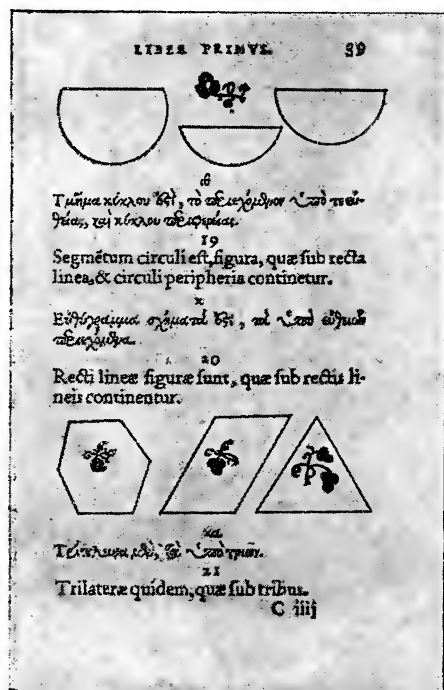 LIBER PRIMVS. 39
ιθ
Τμῆμα κύκλου ἐστὶ, τὸ περιεχόμενον ὑπό τε εὐ-
θείας, καὶ κύκλου περιφερείας.
19
Segmētum circuli est, figura, quæ sub recta
linea, & circuli peripheria continetur.
κ
Εὐθύγραμμα σχήματά ἐστι, τὰ ὑπὸ εὐθειῶν
περιεχόμενα.
20
Recti lineæ figuræ sunt, quæ sub rectis li-
neis continentur.
κα
Τρίπλευρα μὲν, τὰ ὑπὸ τριῶν.
21
Trilateræ quidem, quæ sub tribus.
C iiij